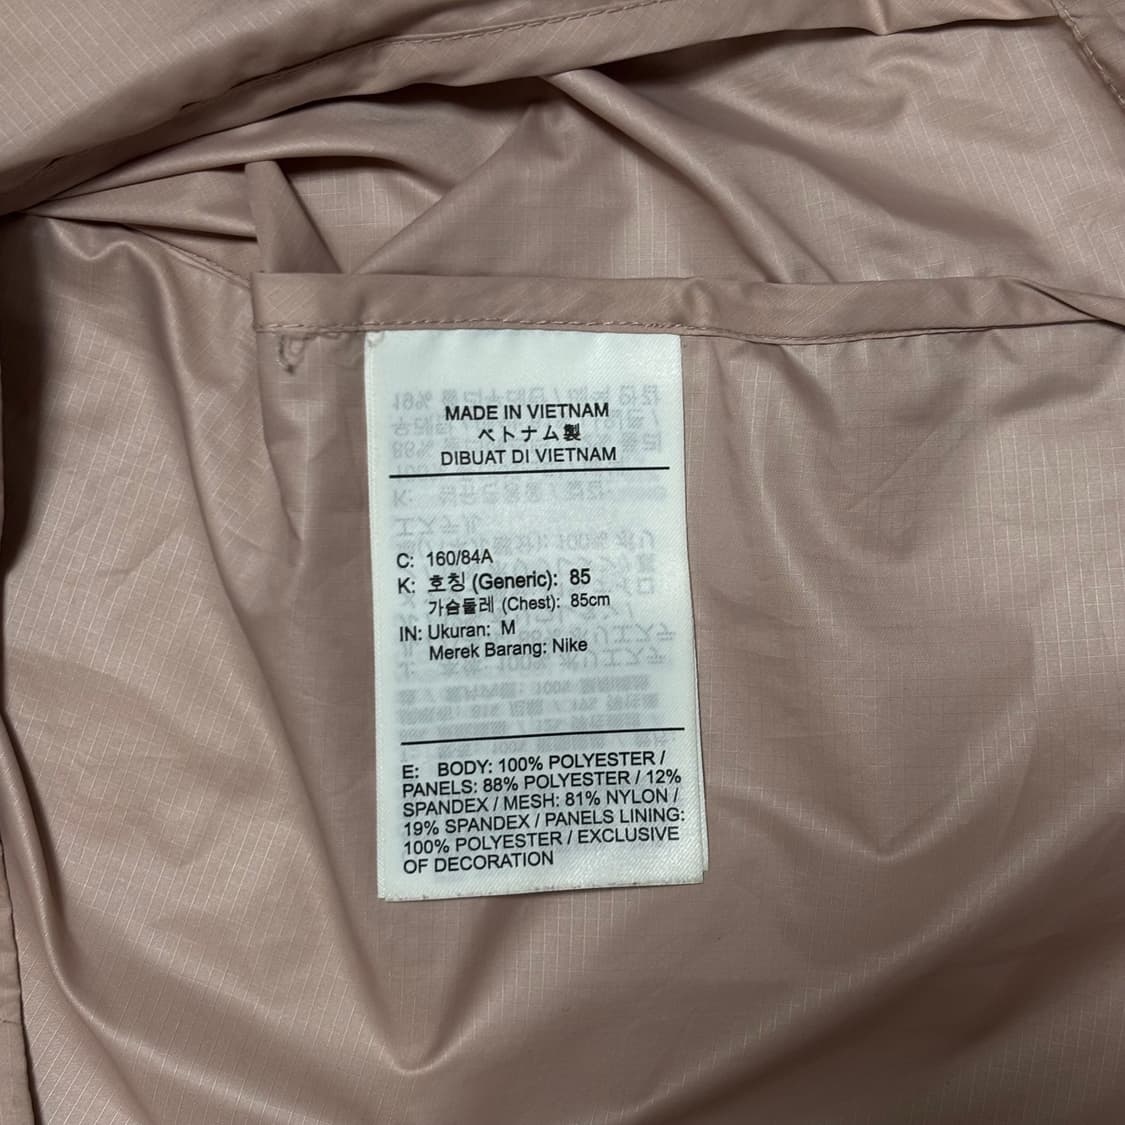 MADE IN VIETNAM
ベトナム製
DIBUAT DI VIETNAM
C: 160/84A
K: 호칭 (Generic): 85
가슴둘레 (Chest): 85cm
IN: Ukuran: M
Merek Barang: Nike
E: BODY: 100% POLYESTER /
PANELS: 88% POLYESTER / 12%
SPANDEX / MESH: 81% NYLON /
19% SPANDEX / PANELS LINING:
100% POLYESTER / EXCLUSIVE
OF DECORATION